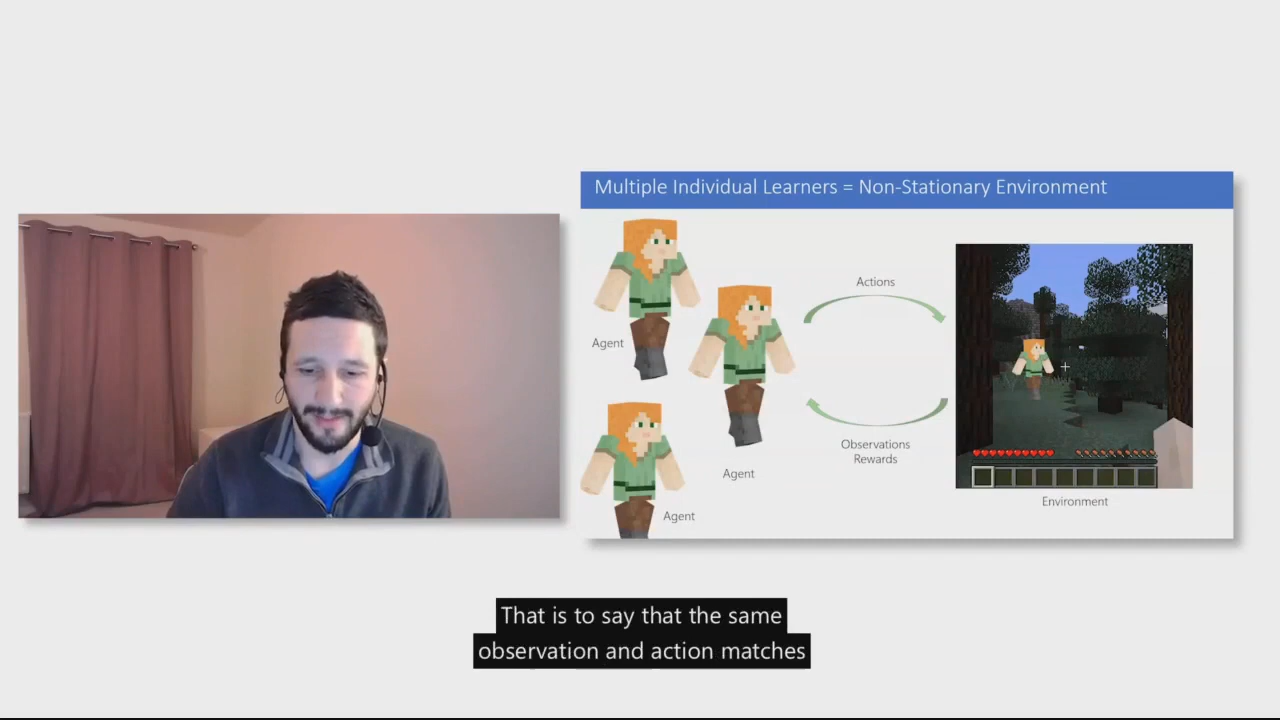 Multiple Individual Learners = Non-Stationary Environment
Agent
Agent
Agent
Actions
Observations
Rewards
Environment
That is to say that the same
observation and action matches